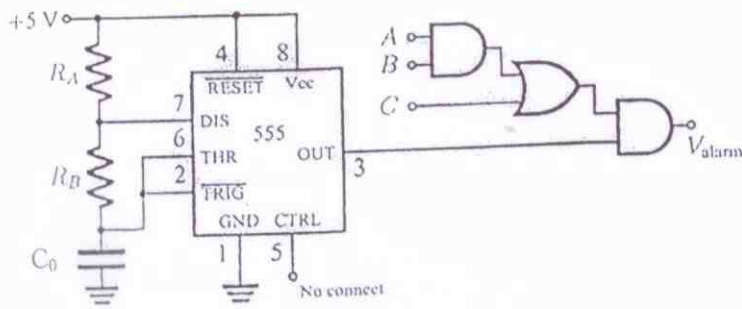 +5 V
A
B
C
R_A
4
8
RESET
Vcc
7
DIS
555
6
THR
OUT
3
V_alarm
R_B
2
TRIG
GND
CTRL
C_0
1
5
No connect